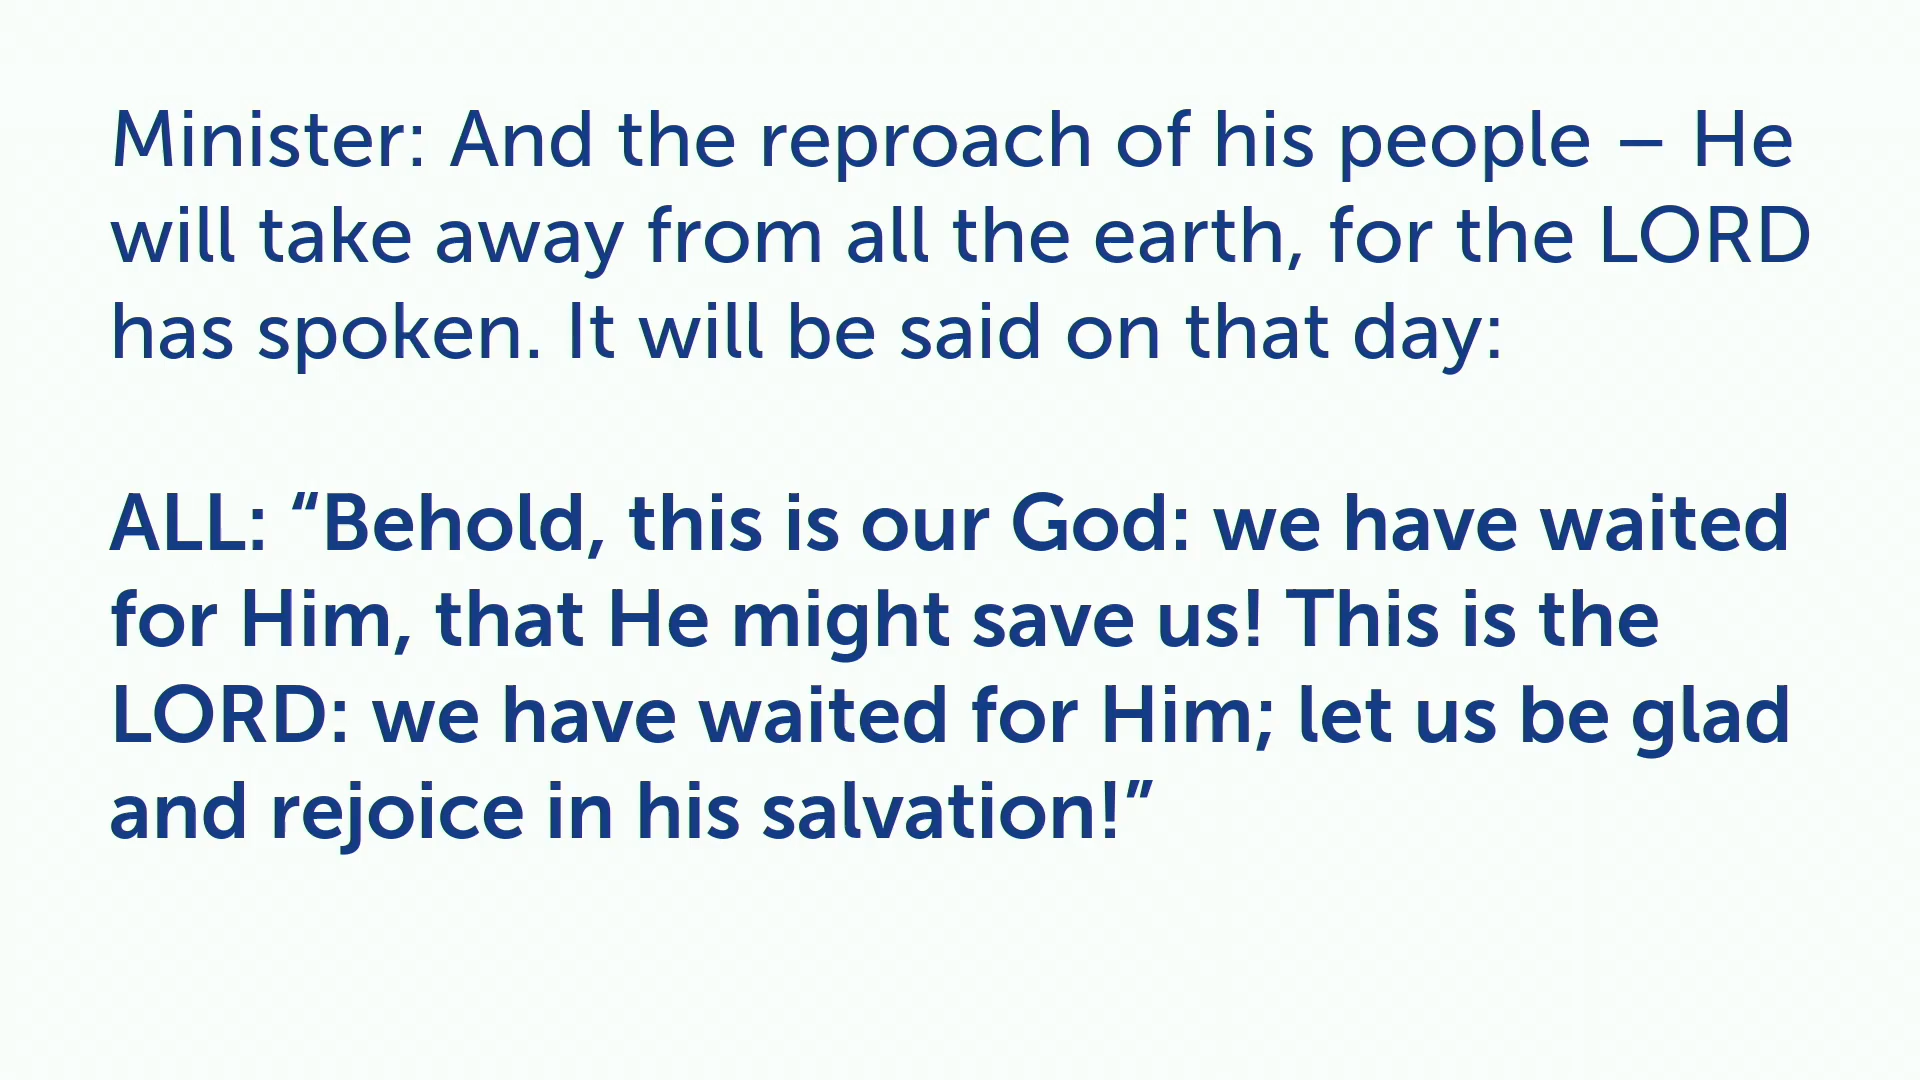 Minister: And the reproach of his people – He
will take away from all the earth, for the LORD
has spoken. It will be said on that day:
ALL: “Behold, this is our God: we have waited
for Him, that He might save us! This is the
LORD: we have waited for Him; let us be glad
and rejoice in his salvation!”